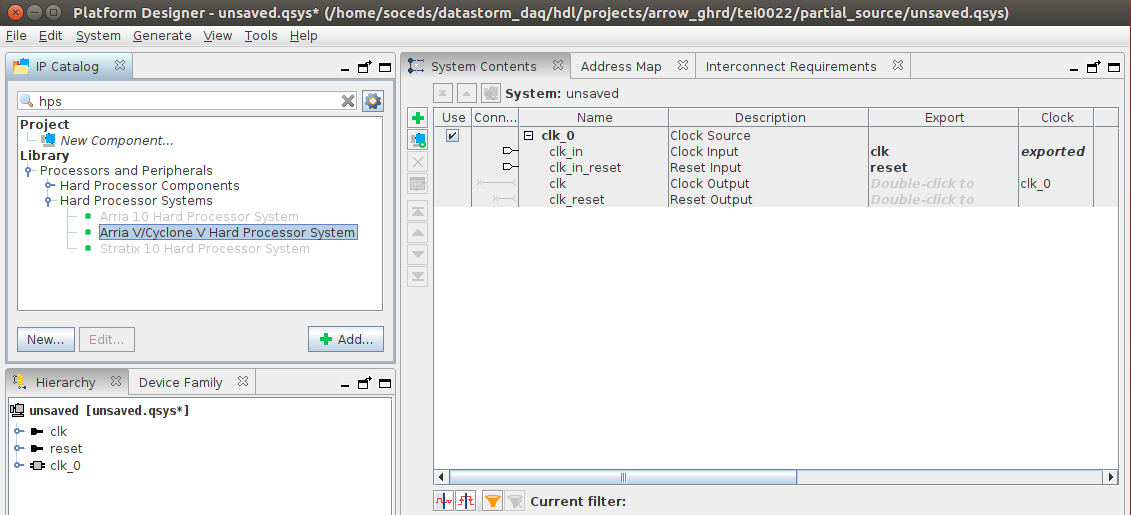 Platform Designer - unsaved.qsys* (/home/soceds/datastorm_daq/hdl/projects/arrow_ghrd/tei0022/partial_source/unsaved.qsys)
File Edit System Generate View Tools Help
IP Catalog
hps
Project
New Component...
Library
Processors and Peripherals
Hard Processor Components
Hard Processor Systems
Arria 10 Hard Processor System
Arria V/Cyclone V Hard Processor System
Stratix 10 Hard Processor System
New... Edit... Add...
Hierarchy Device Family
unsaved [unsaved.qsys*]
clk
reset
clk_0
System Contents Address Map Interconnect Requirements
System: unsaved
Use Conn... Name Description Export Clock
clk_0 Clock Source
clk_in Clock Input clk exported
clk_in_reset Reset Input reset
clk Clock Output Double-click to clk_0
clk_reset Reset Output Double-click to
Current filter: